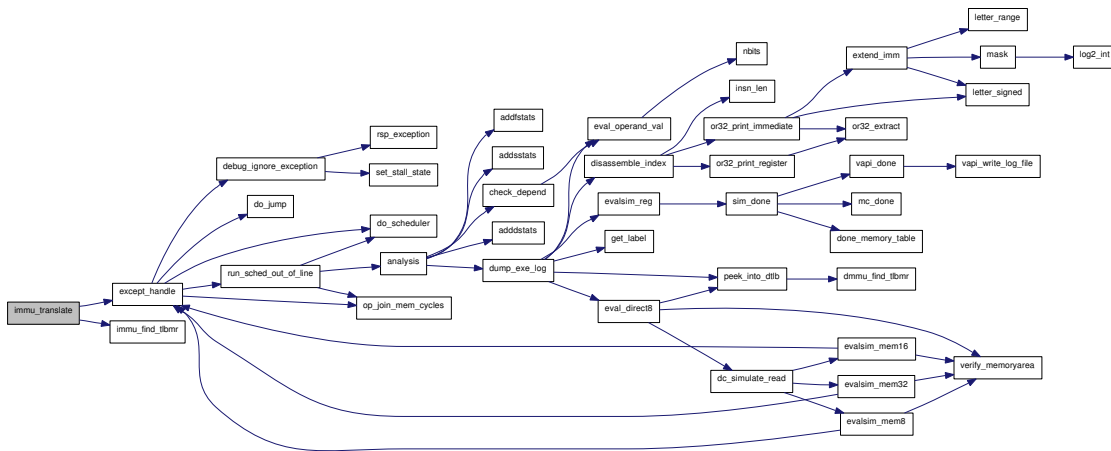 letter_range
nbits
extend_imm
mask
log2_int
insn_len
letter_signed
addfstats
eval_operand_val
or32_print_immediate
or32_extract
rsp_exception
addsstats
disassemble_index
or32_print_register
vapi_done
vapi_write_log_file
debug_ignore_exception
set_stall_state
check_depend
evalsim_reg
sim_done
mc_done
do_jump
do_scheduler
adddstats
get_label
done_memory_table
analysis
dump_exe_log
peek_into_dtlb
dmmu_find_tlbmr
run_sched_out_of_line
except_handle
op_join_mem_cycles
eval_direct8
immu_translate
immu_find_tlbmr
evalsim_mem16
verify_memoryarea
dc_simulate_read
evalsim_mem32
evalsim_mem8